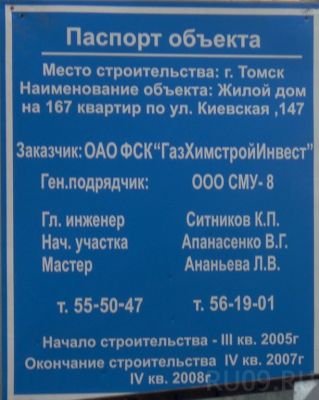 Паспорт объекта
Место строительства: г. Томск
Наименование объекта: Жилой дом
на 167 квартир по ул. Киевская ,147
Заказчик: ОАО ФСК "ГазХимстройИнвест"
Ген.подрядчик: ООО СМУ- 8
Гл. инженер Ситников К.П.
Нач. участка Апанасенко В.Г.
Мастер Ананьева Л.В.
т. 55-50-47 т. 56-19-01
Начало строительства - III кв. 2005г
Окончание строительства IV кв. 2007г
IV кв. 2008г
RU09.RU